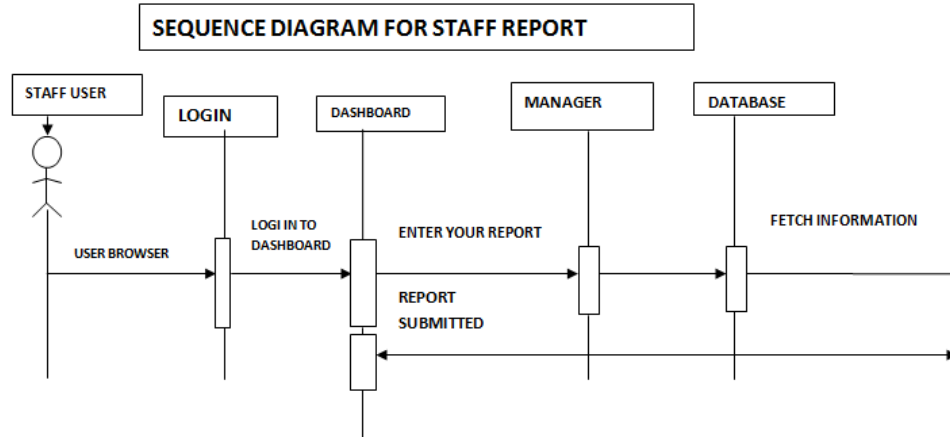 SEQUENCE DIAGRAM FOR STAFF REPORT
STAFF USER
LOGIN
DASHBOARD
MANAGER
DATABASE
USER BROWSER
LOGI IN TO
DASHBOARD
ENTER YOUR REPORT
FETCH INFORMATION
REPORT
SUBMITTED